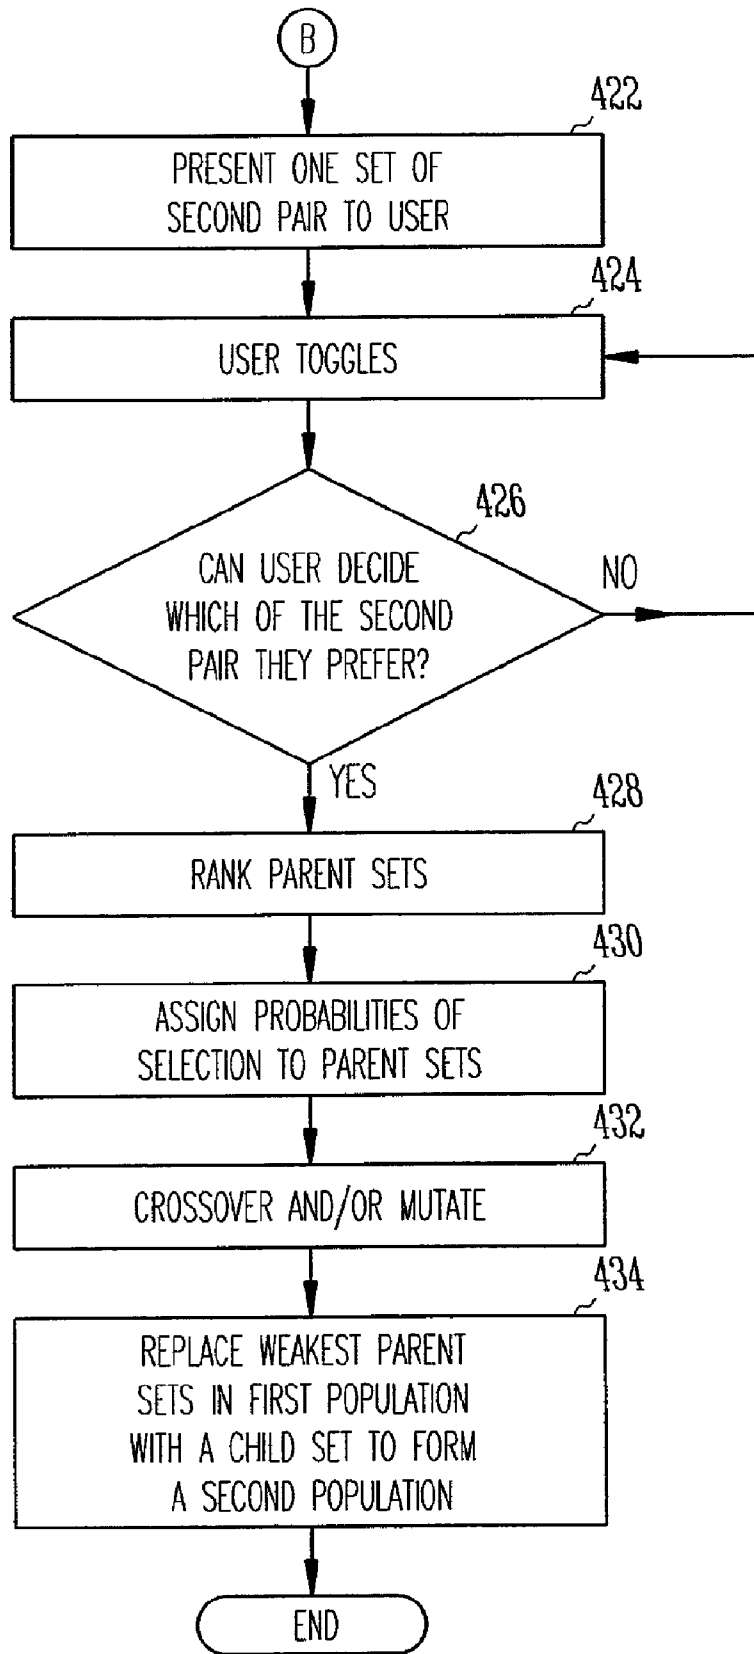 B
422
PRESENT ONE SET OF
SECOND PAIR TO USER
424
USER TOGGLES
426
CAN USER DECIDE
WHICH OF THE SECOND
PAIR THEY PREFER?
NO
YES
428
RANK PARENT SETS
430
ASSIGN PROBABILITIES OF
SELECTION TO PARENT SETS
432
CROSSOVER AND/OR MUTATE
434
REPLACE WEAKEST PARENT
SETS IN FIRST POPULATION
WITH A CHILD SET TO FORM
A SECOND POPULATION
END